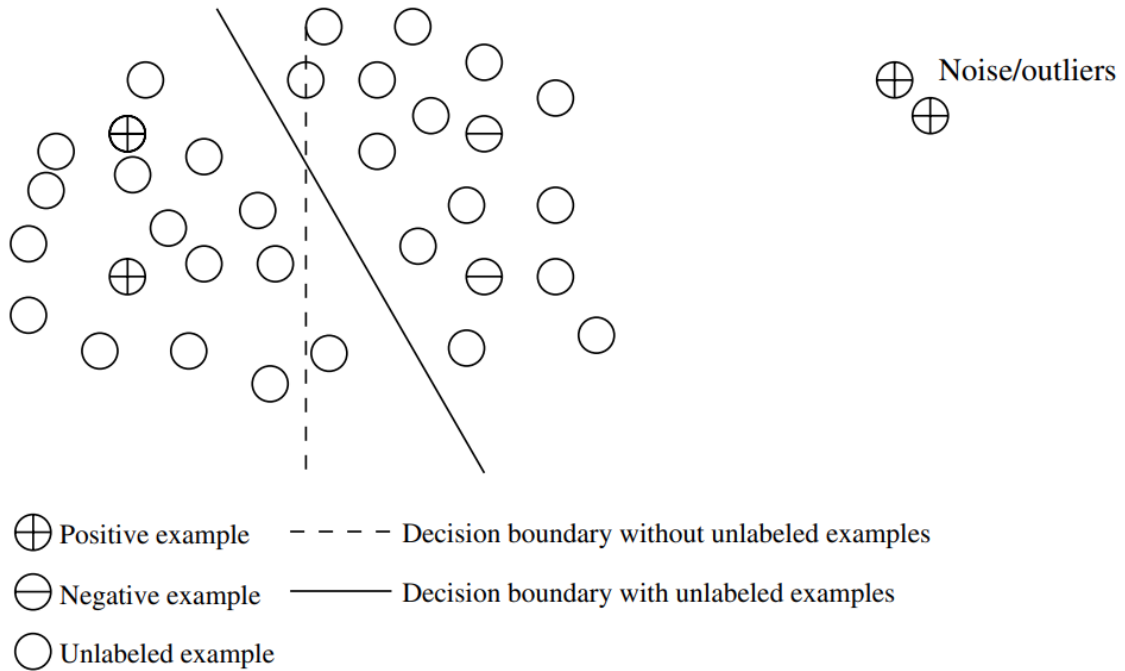 Noise/outliers
Positive example
Decision boundary without unlabeled examples
Negative example
Decision boundary with unlabeled examples
Unlabeled example